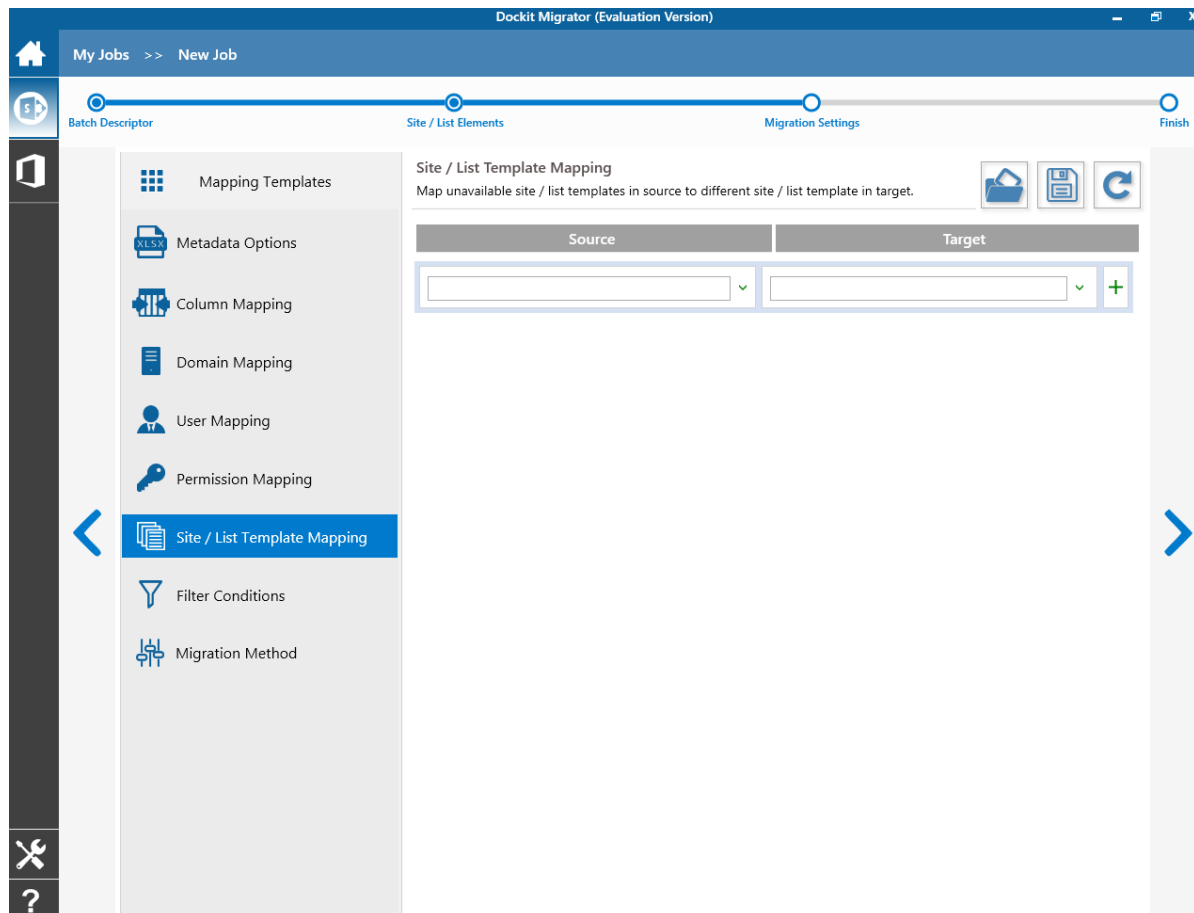 Dockit Migrator (Evaluation Version)
My Jobs >> New Job
Batch Descriptor
Site / List Elements
Migration Settings
Finish
Mapping Templates
Metadata Options
Column Mapping
Domain Mapping
User Mapping
Permission Mapping
Site / List Template Mapping
Filter Conditions
Migration Method
Site / List Template Mapping
Map unavailable site / list templates in source to different site / list template in target.
Source Target
XLSX
S
?